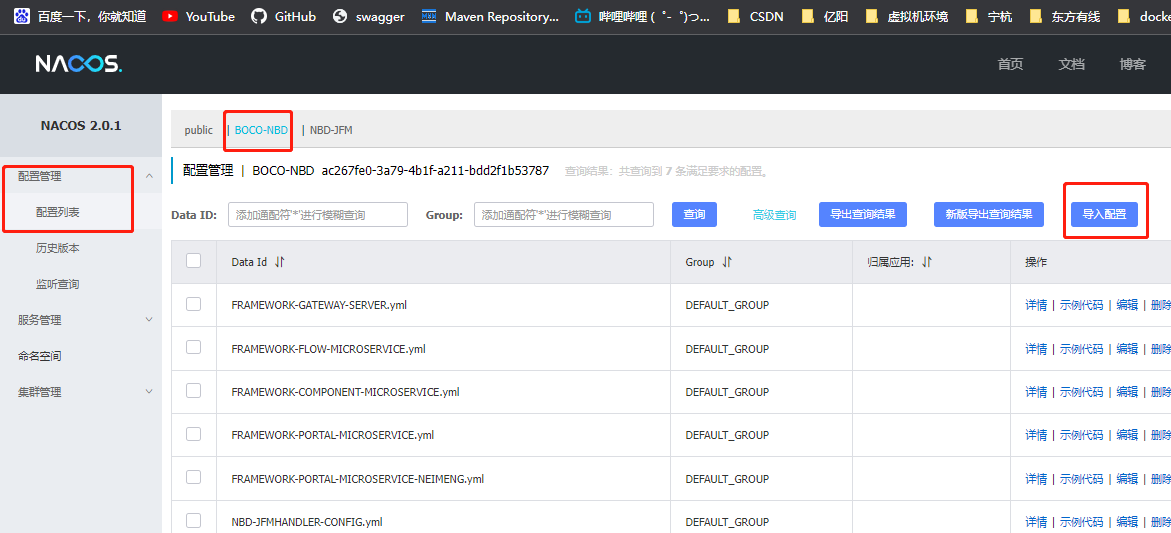 百度一下，你就知道 YouTube GitHub swagger Maven Repository... 哔哩哔哩 ( ゜- ゜)つ... CSDN 亿阳 虚拟机环境 宁杭 东方有线 docke
NACOS. 首页 文档 博客
NACOS 2.0.1
配置管理
配置列表
历史版本
监听查询
服务管理
命名空间
集群管理
public | BOCO-NBD | NBD-JFM
配置管理 | BOCO-NBD ac267fe0-3a79-4b1f-a211-bdd2f1b53787 查询结果：共查询到 7 条满足要求的配置。
Data ID: 添加通配符'*'进行模糊查询 Group: 添加通配符'*'进行模糊查询 查询 高级查询 导出查询结果 新版导出查询结果 导入配置
Data Id Group 归属应用: 操作
FRAMEWORK-GATEWAY-SERVER.yml DEFAULT_GROUP 详情 | 示例代码 | 编辑 | 删除
FRAMEWORK-FLOW-MICROSERVICE.yml DEFAULT_GROUP 详情 | 示例代码 | 编辑 | 删除
FRAMEWORK-COMPONENT-MICROSERVICE.yml DEFAULT_GROUP 详情 | 示例代码 | 编辑 | 删除
FRAMEWORK-PORTAL-MICROSERVICE.yml DEFAULT_GROUP 详情 | 示例代码 | 编辑 | 删除
FRAMEWORK-PORTAL-MICROSERVICE-NEIMENG.yml DEFAULT_GROUP 详情 | 示例代码 | 编辑 | 删除
NBD-JFMHANDLER-CONFIG.yml DEFAULT_GROUP 详情 | 示例代码 | 编辑 | 删除